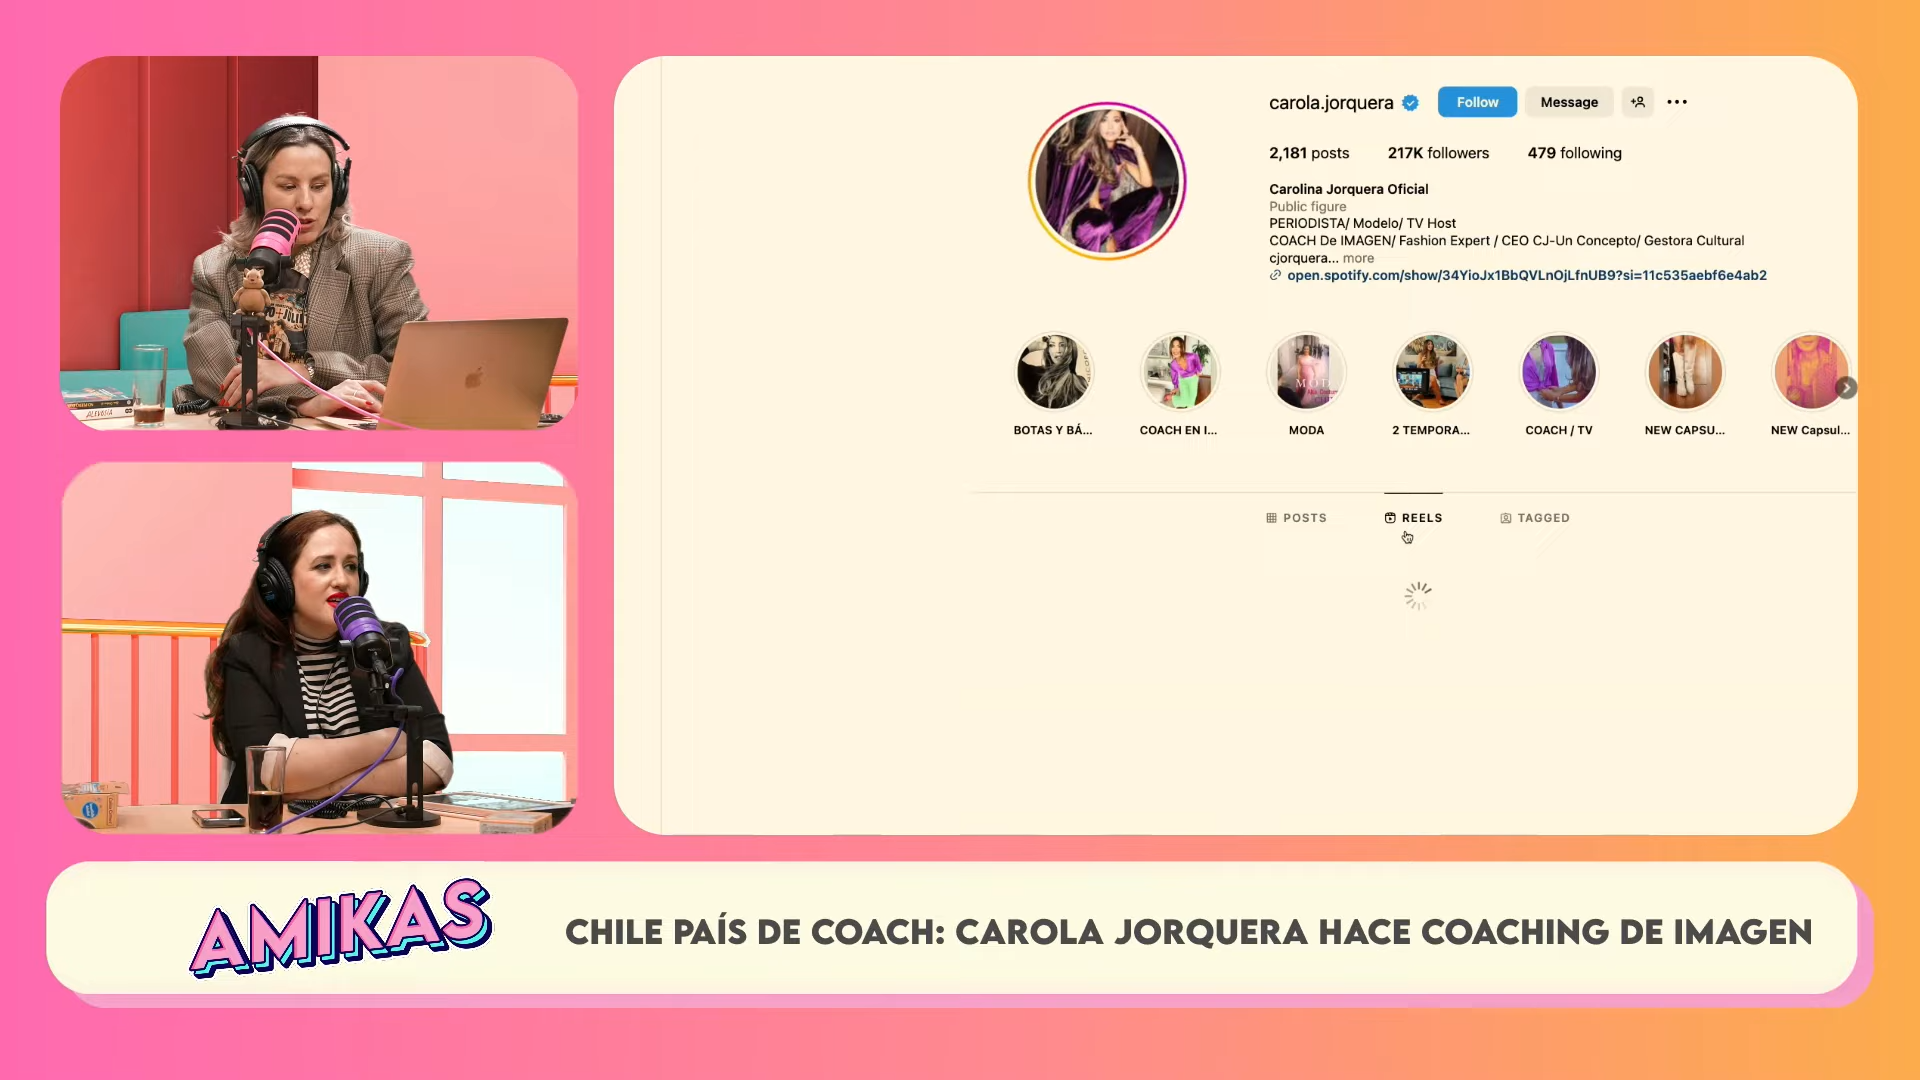 carola.jorquera
Follow
Message
2,181 posts
217K followers
479 following
Carolina Jorquera Oficial
Public figure
PERIODISTA/ Modelo/ TV Host
COACH De IMAGEN/ Fashion Expert / CEO CJ-Un Concepto/ Gestora Cultural
cjorquera... more
open.spotify.com/show/34YioJx1BbQVLnOjLfnUB9?si=11c535aebf6e4ab2
BOTAS Y BÁ...
COACH EN I...
MODA
2 TEMPORA...
COACH / TV
NEW CAPSU...
NEW Capsul...
POSTS
REELS
TAGGED
ALEVOSÍA
AMIKAS
CHILE PAÍS DE COACH: CAROLA JORQUERA HACE COACHING DE IMAGEN